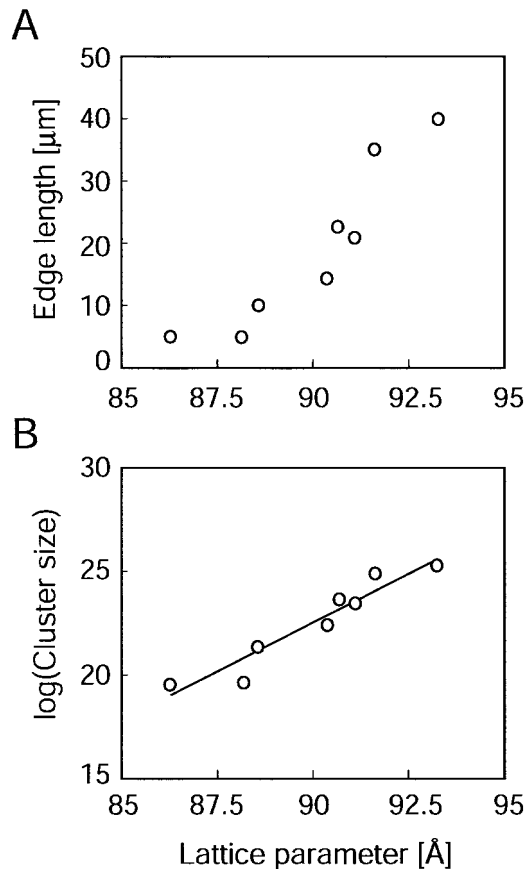 A
Edge length [μm]
50
40
30
20
10
0
85 87.5 90 92.5 95
B
log(Cluster size)
30
25
20
15
85 87.5 90 92.5 95
Lattice parameter [Å]